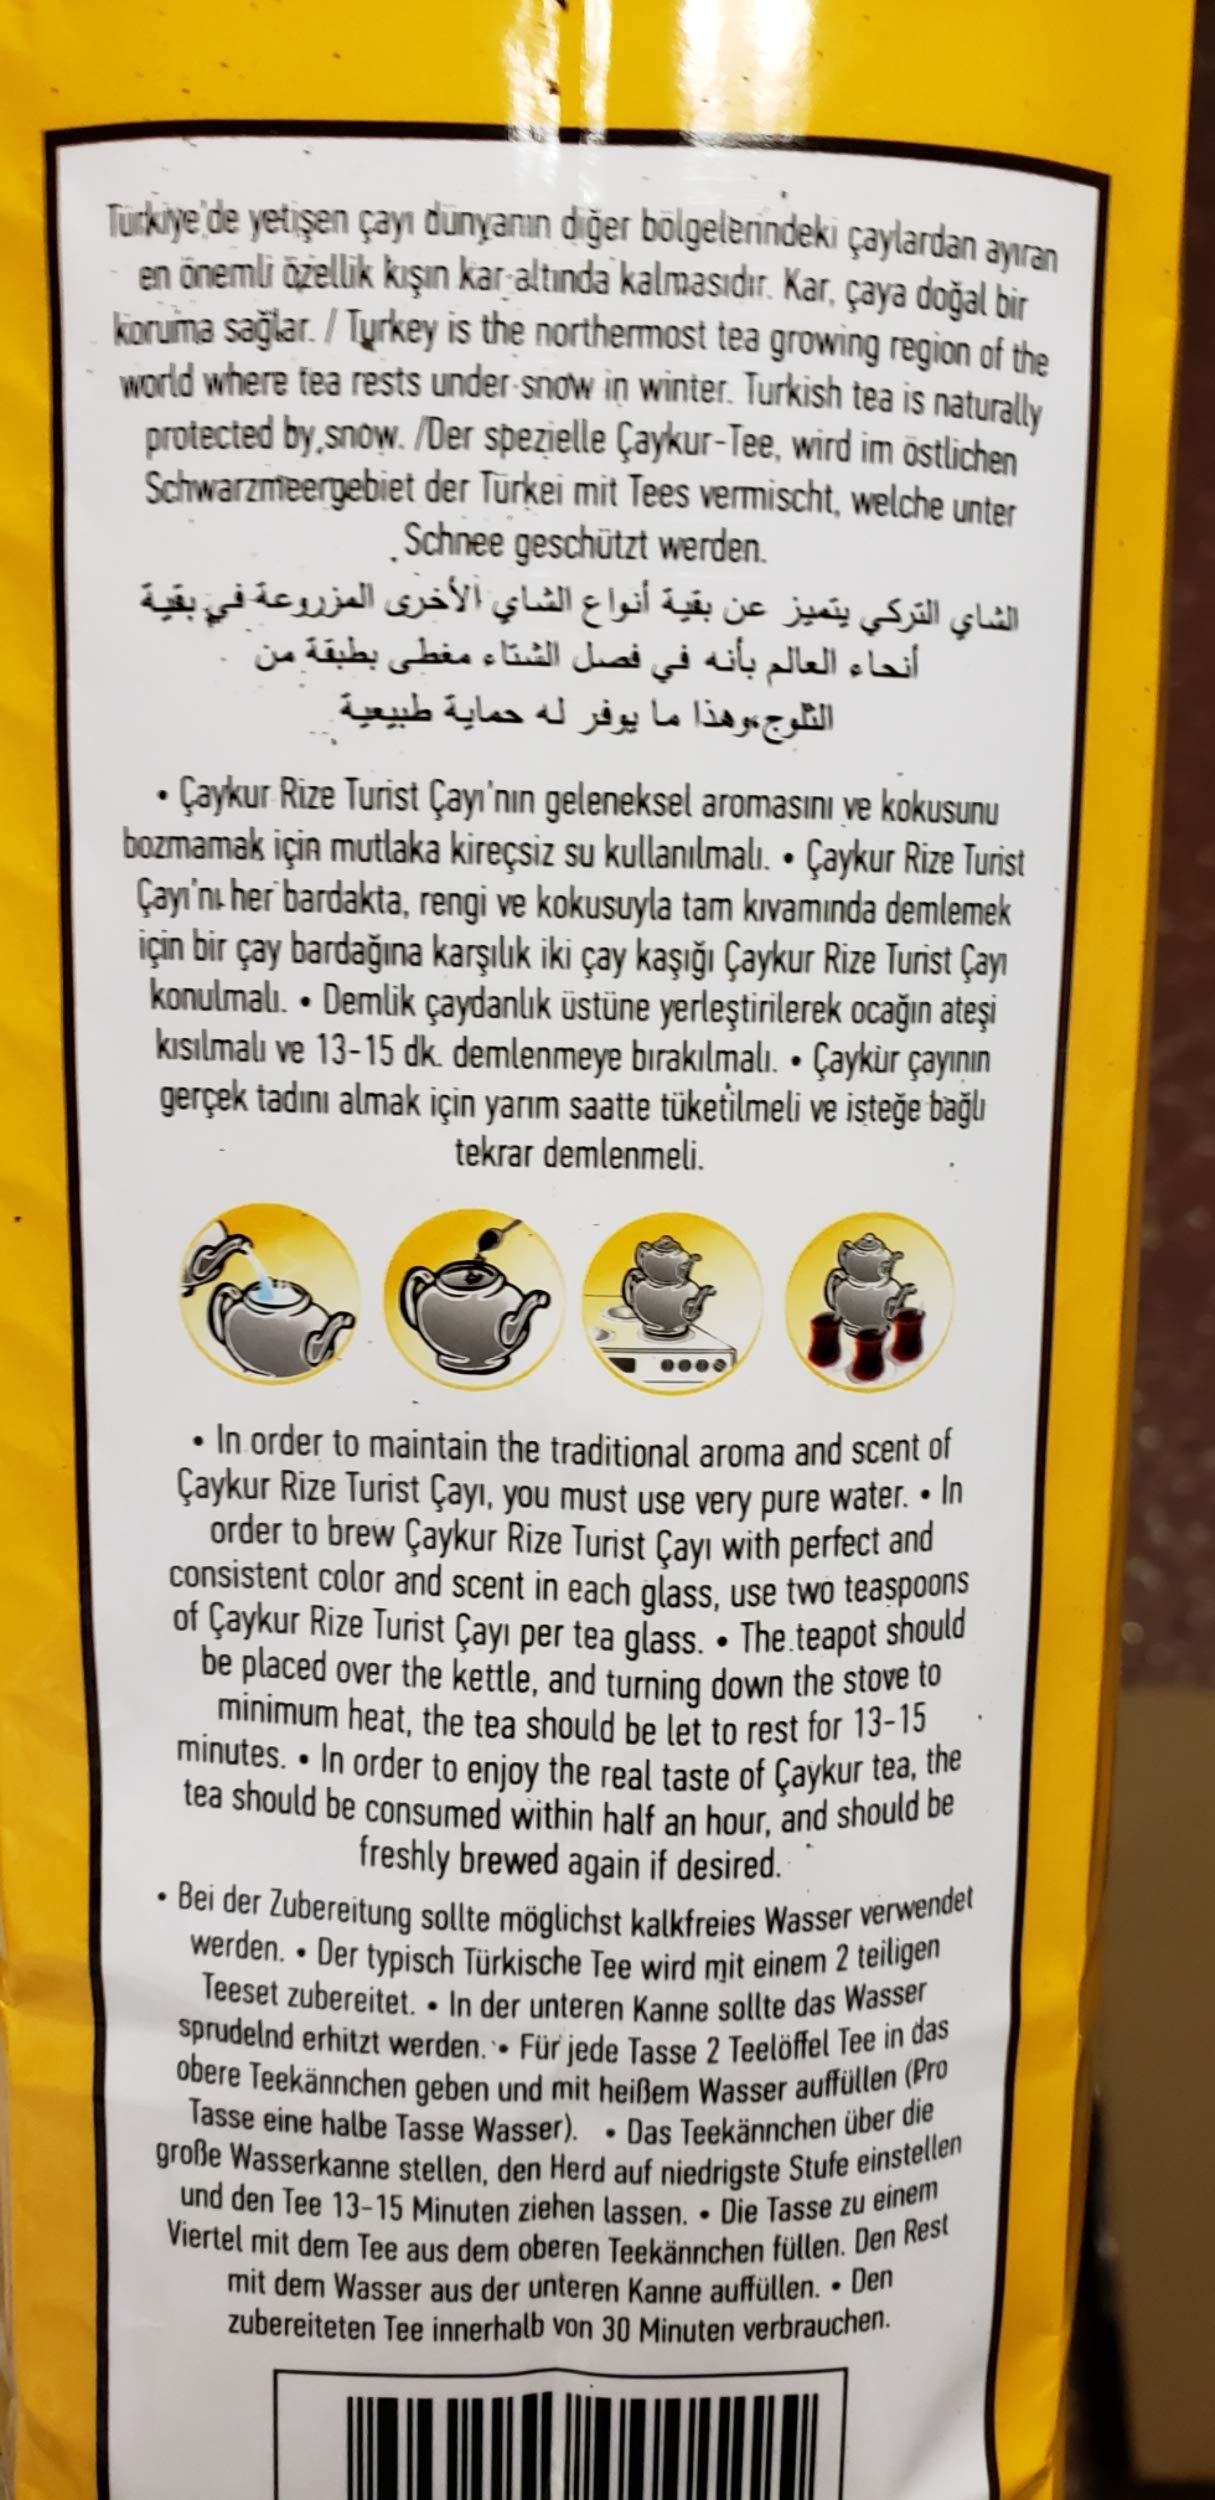 Türkiye'de yetişen çayı dünyanın diğer bölgelerindeki çaylardan ayıran
en önemli özellik kışın kar altında kalmasıdır. Kar, çaya doğal bir
koruma sağlar. / Turkey is the northermost tea growing region of the
world where tea rests under snow in winter. Turkish tea is naturally
protected by snow. /Der spezielle Çaykur-Tee, wird im östlichen
Schwarzmeergebiet der Türkei mit Tees vermischt, welche unter
Schnee geschützt werden.
الشاي التركي يتميز عن بقية أنواع الشاي الأخرى المزروعة في بقية
أنحاء العالم بأنه في فصل الشتاء مغطى بطبقة من
الثلوج،وهذا ما يوفر له حماية طبيعية
• Çaykur Rize Turist Çayı'nın geleneksel aromasını ve kokusunu
bozmamak için mutlaka kireçsiz su kullanılmalı. • Çaykur Rize Turist
Çayı'nı her bardakta, rengi ve kokusuyla tam kıvamında demlemek
için bir çay bardağına karşılık iki çay kaşığı Çaykur Rize Turist Çayı
konulmalı. • Demlik çaydanlık üstüne yerleştirilerek ocağın ateşi
kısılmalı ve 13-15 dk. demlenmeye bırakılmalı. • Çaykur çayının
gerçek tadını almak için yarım saatte tüketilmeli ve isteğe bağlı
tekrar demlenmeli.
• In order to maintain the traditional aroma and scent of
Çaykur Rize Turist Çayı, you must use very pure water. • In
order to brew Çaykur Rize Turist Çayı with perfect and
consistent color and scent in each glass, use two teaspoons
of Çaykur Rize Turist Çayı per tea glass. • The teapot should
be placed over the kettle, and turning down the stove to
minimum heat, the tea should be let to rest for 13-15
minutes. • In order to enjoy the real taste of Çaykur tea, the
tea should be consumed within half an hour, and should be
freshly brewed again if desired.
• Bei der Zubereitung sollte möglichst kalkfreies Wasser verwendet
werden. • Der typisch Türkische Tee wird mit einem 2 teiligen
Teeset zubereitet. • In der unteren Kanne sollte das Wasser
sprudelnd erhitzt werden. • Für jede Tasse 2 Teelöffel Tee in das
obere Teekännchen geben und mit heißem Wasser auffüllen (Pro
Tasse eine halbe Tasse Wasser). • Das Teekännchen über die
große Wasserkanne stellen, den Herd auf niedrigste Stufe einstellen
und den Tee 13-15 Minuten ziehen lassen. • Die Tasse zu einem
Viertel mit dem Tee aus dem oberen Teekännchen füllen. Den Rest
mit dem Wasser aus der unteren Kanne auffüllen. • Den
zubereiteten Tee innerhalb von 30 Minuten verbrauchen.